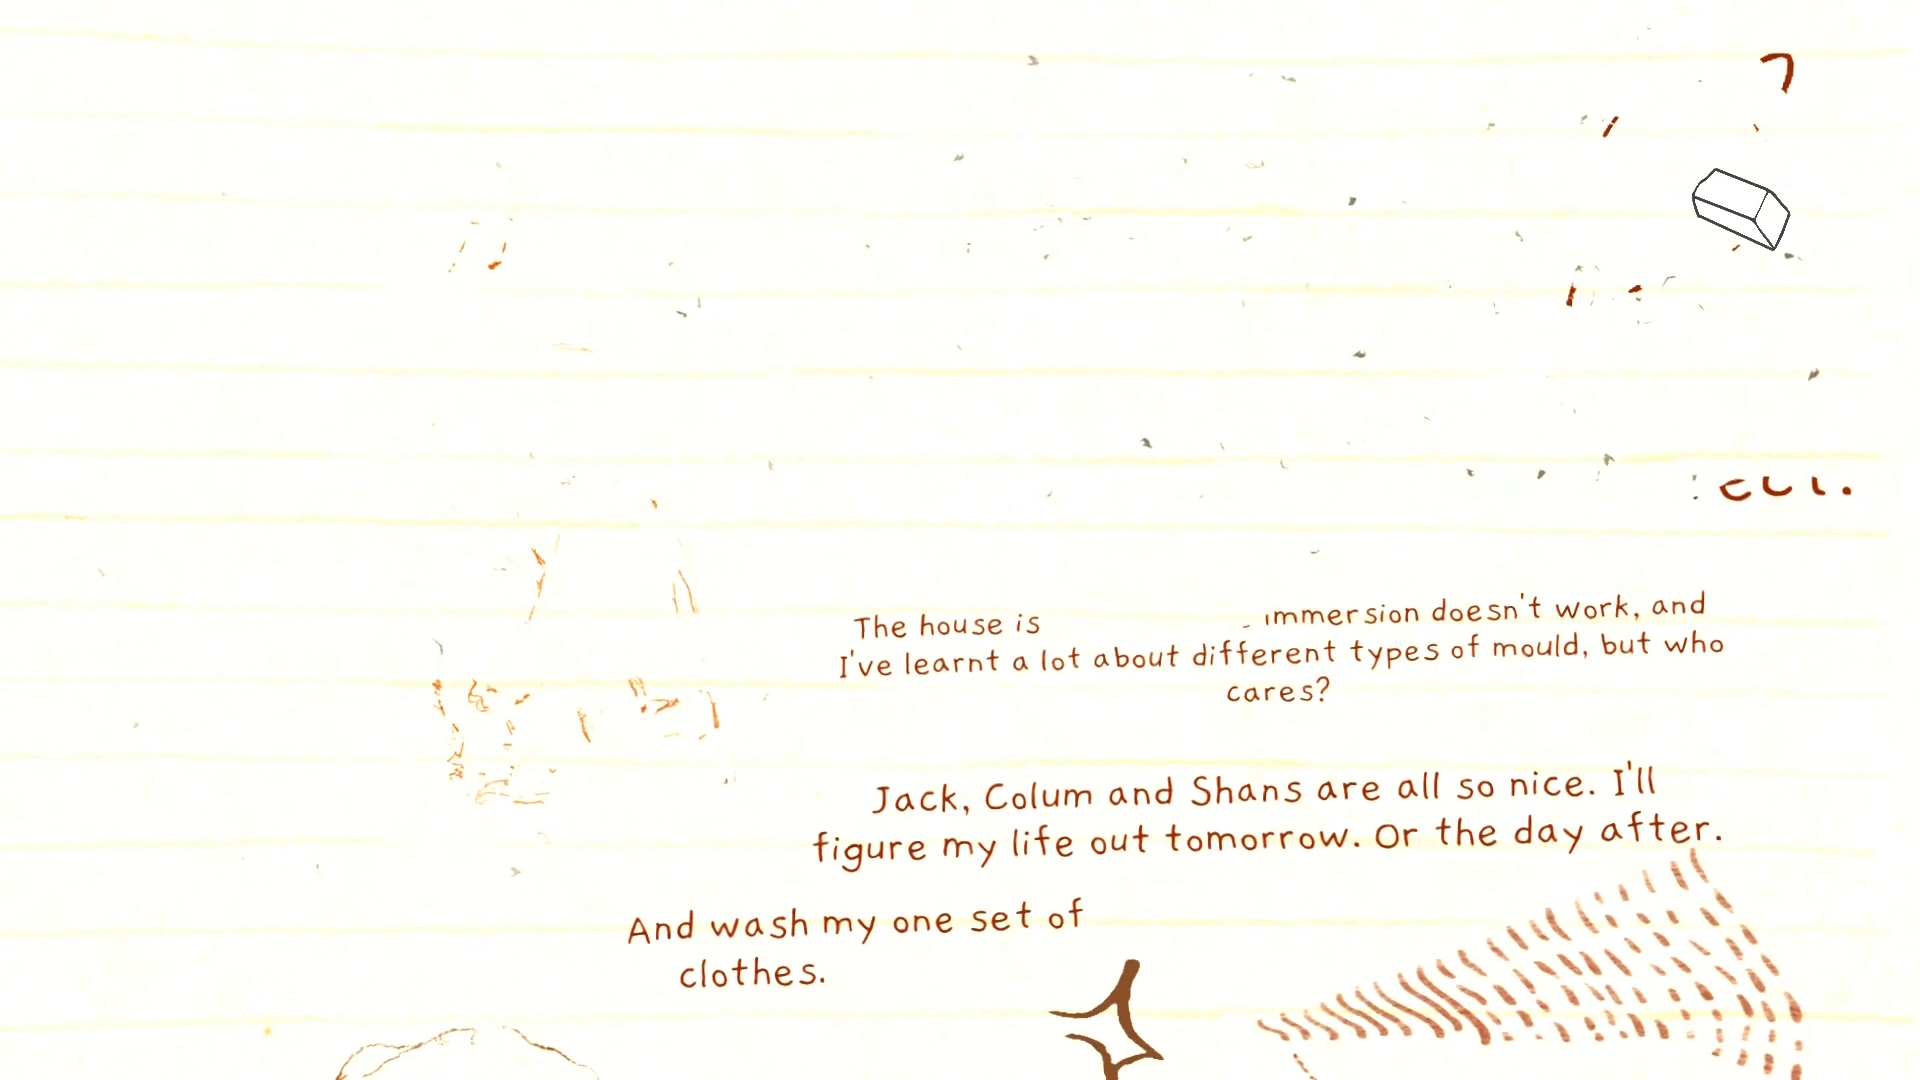 The house is immersion doesn't work, and
I've learnt a lot about different types of mould, but who
cares?
Jack, Colum and Shans are all so nice. I'll
figure my life out tomorrow. Or the day after.
And wash my one set of
clothes.